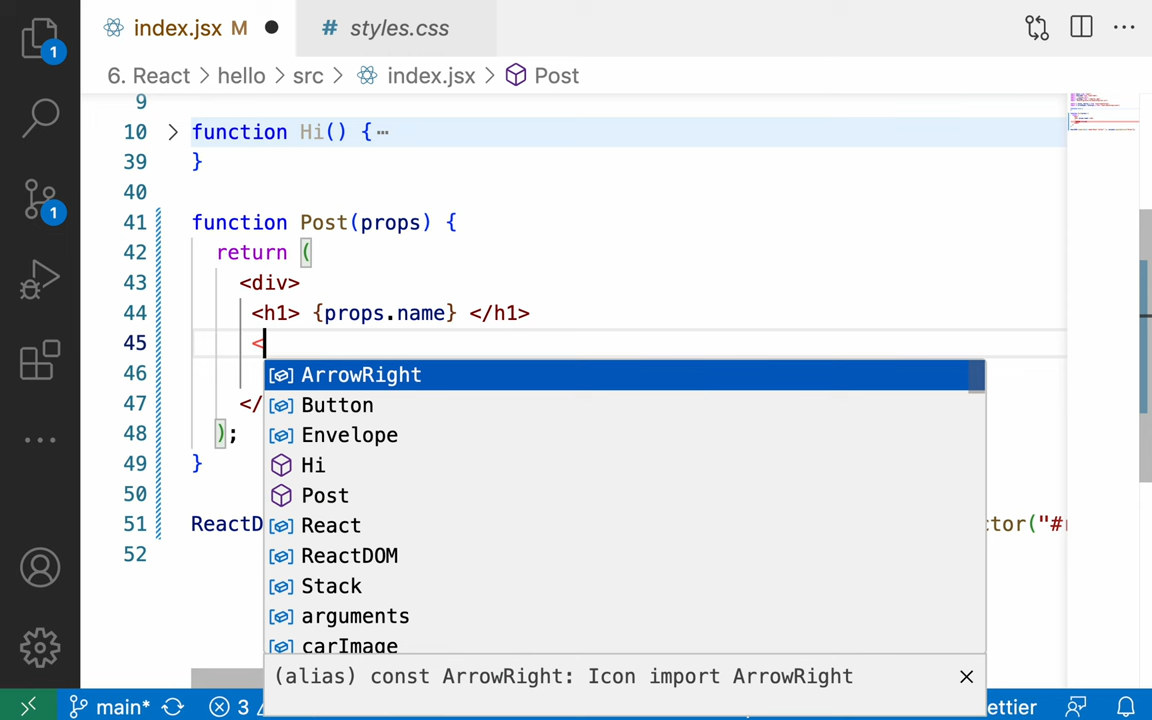 index.jsx M
# styles.css
6. React > hello > src > index.jsx > Post
1
9
10 function Hi() {⋯
39 }
40
41 function Post(props) {
42 return (
43 <div>
44 <h1> {props.name} </h1>
45 <
46
47 </
48 );
49 }
50
51 ReactD
ctor("#
52
1
ArrowRight
Button
Envelope
Hi
Post
React
ReactDOM
Stack
arguments
carImage
(alias) const ArrowRight: Icon import ArrowRight
main* 3
ettier